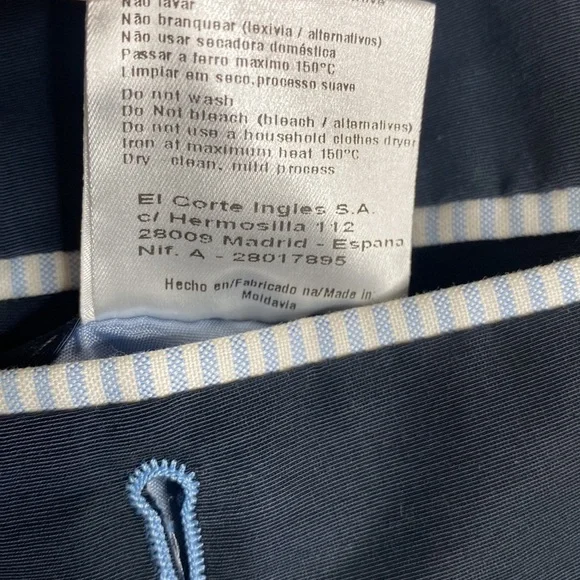 Não lavar
Não branquear (lexivia / alternativos)
Não usar secadora doméstica
Passar a ferro maximo 150°C
Limpiar em seco,processo suave
Do not wash
Do Not bleach (bleach / alternatives)
Do not use a household clothes dryer
Iron at maximum heat 150°C
Dry - clean, mild process
El Corte Ingles S.A.
c/ Hermosilla 112
28009 Madrid - Espana
Nif. A - 28017895
Hecho en/Fabricado na/Made in
Moldavia